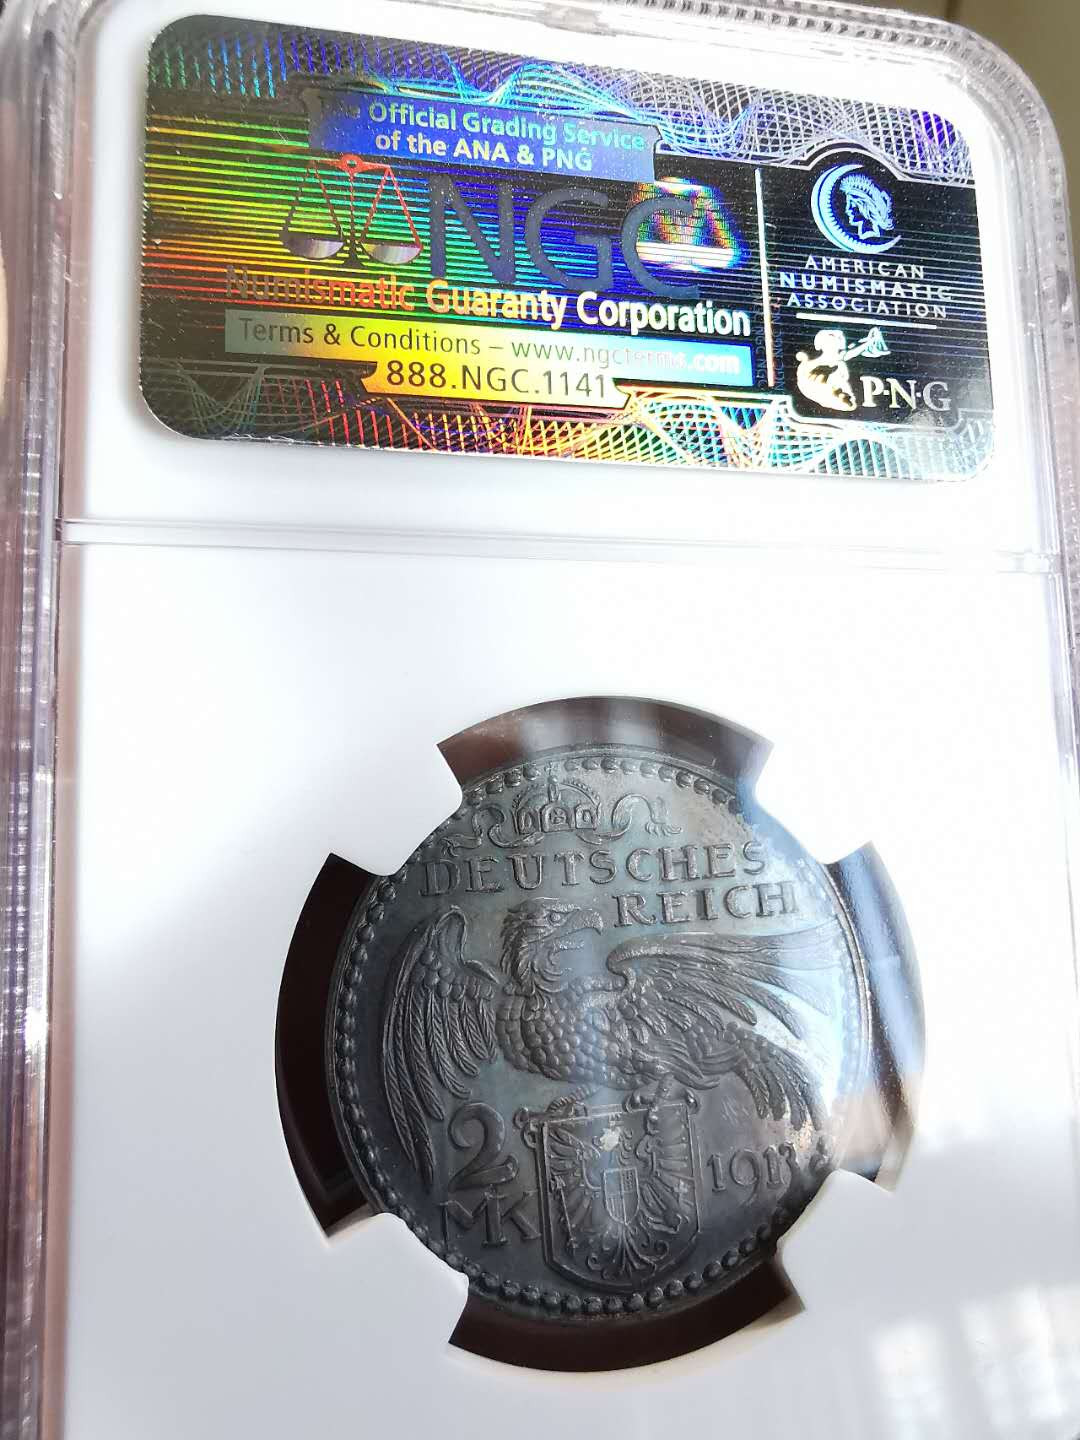 The Official Grading Service
of the ANA & PNG
NGC
Numismatic Guaranty Corporation
Terms & Conditions – www.ngcterms.com
888.NGC.1141
AMERICAN
NUMISMATIC
ASSOCIATION
P·N·G
DEUTSCHES
REICH
2
MK
1913